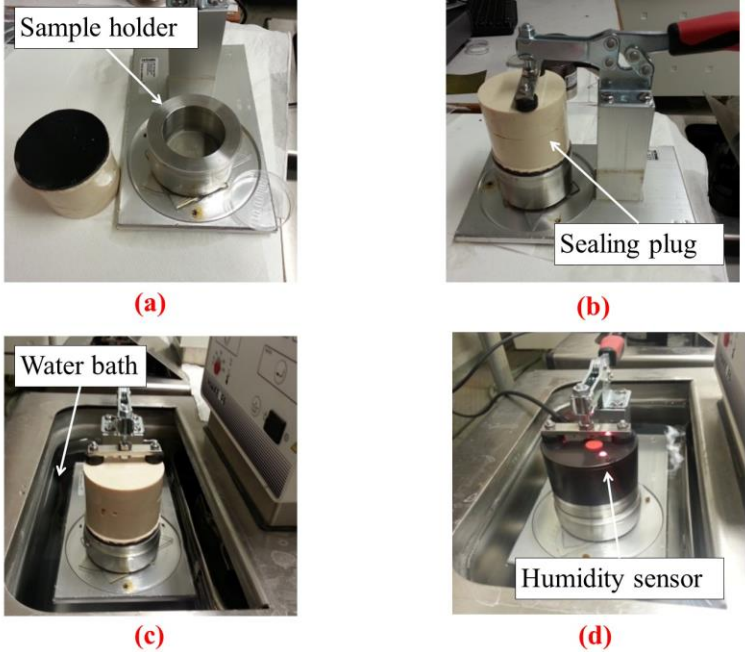 Sample holder
Sealing plug
(a)
(b)
Water bath
Humidity sensor
(c)
(d)